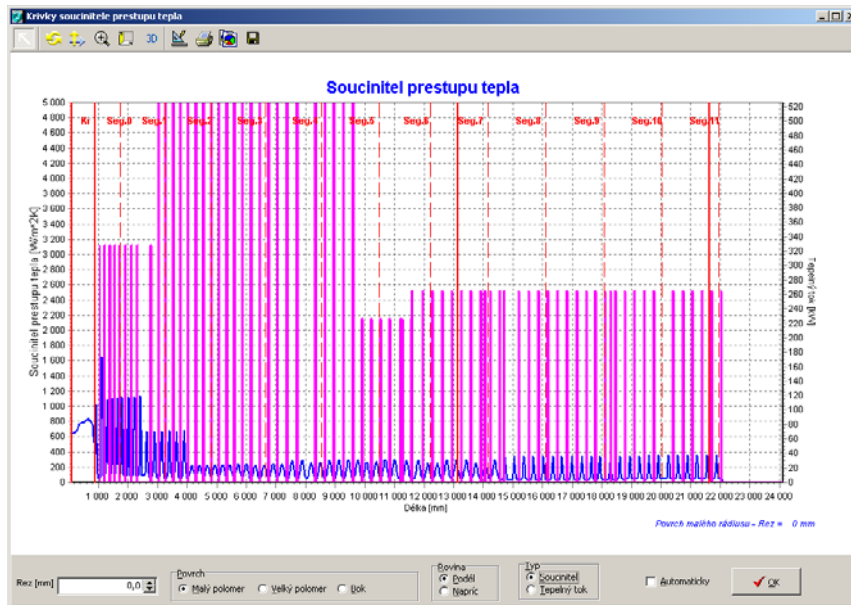 Krivky soucinitele prestupu tepla
3D
Soucinitel prestupu tepla
Soucinitel prestupu tepla [W/m^2K]
5 000
4 800
4 600
4 400
4 200
4 000
3 800
3 600
3 400
3 200
3 000
2 800
2 600
2 400
2 200
2 000
1 800
1 600
1 400
1 200
1 000
800
600
400
200
0
Kr Seg.0 Seg.1 Seg.2 Seg.3 Seg.4 Seg.5 Seg.6 Seg.7 Seg.8 Seg.9 Seg.10 Seg.11
520
500
480
460
440
420
400
380
360
340
320
300
280
260
240
220
200
180
160
140
120
100
80
60
40
20
0
Tepelný tok [kW]
1 000 2 000 3 000 4 000 5 000 6 000 7 000 8 000 9 000 10 000 11 000 12 000 13 000 14 000 15 000 16 000 17 000 18 000 19 000 20 000 21 000 22 000 23 000 24 000
Délka [mm]
Povrch malého rádiusu - Rez = 0 mm
Rez [mm] 0,0
Povrch
Malý polomer Velký polomer Bok
Rovina
Podél
Napríc
Typ
Soucinitel
Tepelný tok
Automaticky
OK